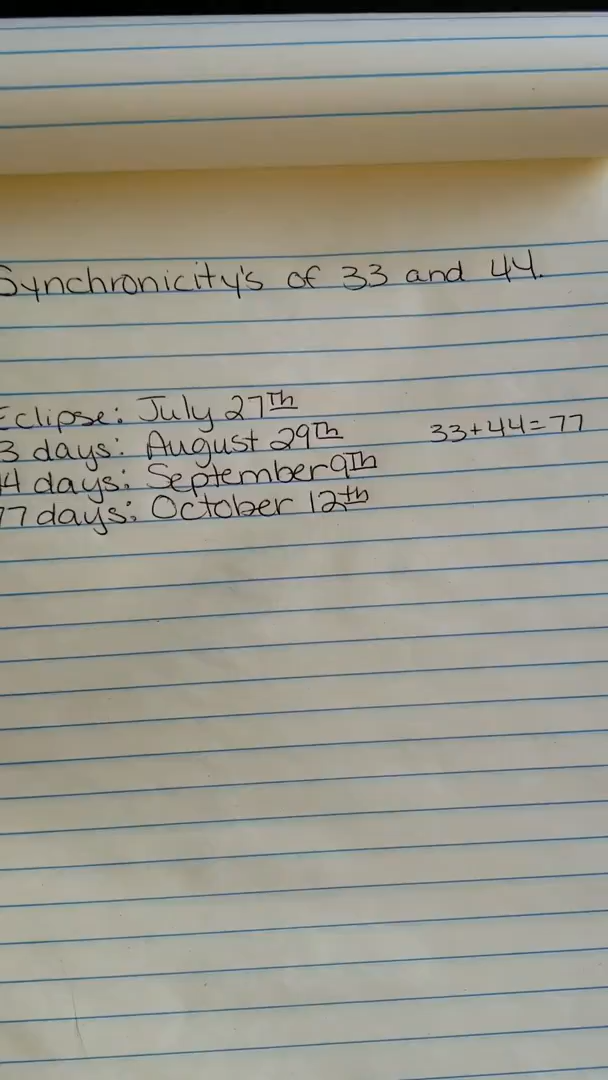 Synchronicity's of 33 and 44.
Eclipse: July 27Th
3 days: August 29Th
33+44=77
44 days: September 9Th
77 days: October 12th